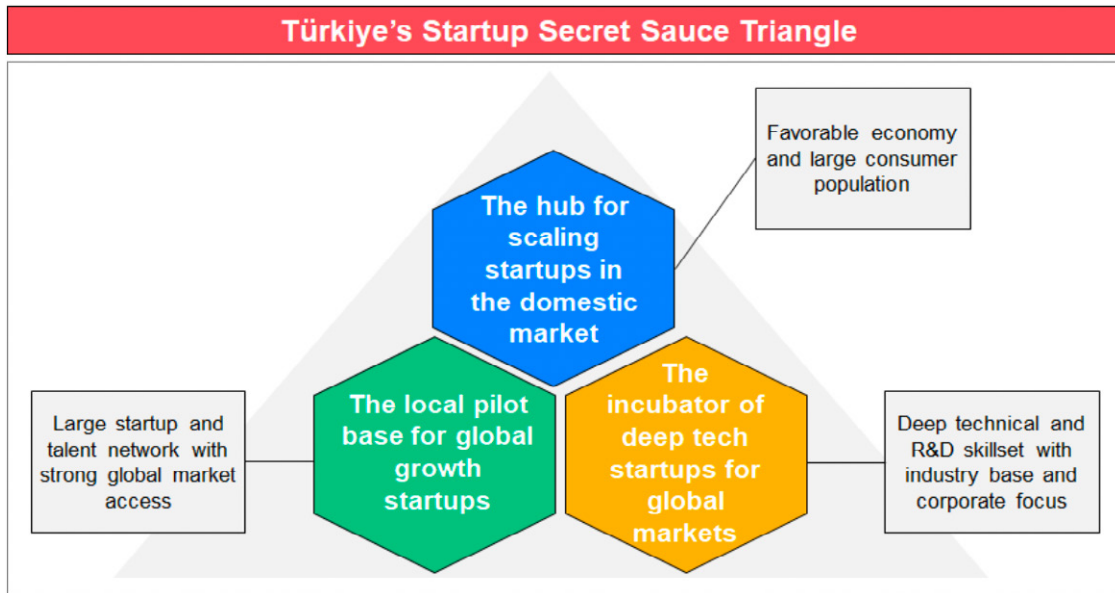 Türkiye's Startup Secret Sauce Triangle
Favorable economy
and large consumer
population
The hub for
scaling
startups in
the domestic
market
Large startup and
talent network with
strong global market
access
The local pilot
base for global
growth
startups
The
incubator of
deep tech
startups for
global
markets
Deep technical and
R&D skillset with
industry base and
corporate focus